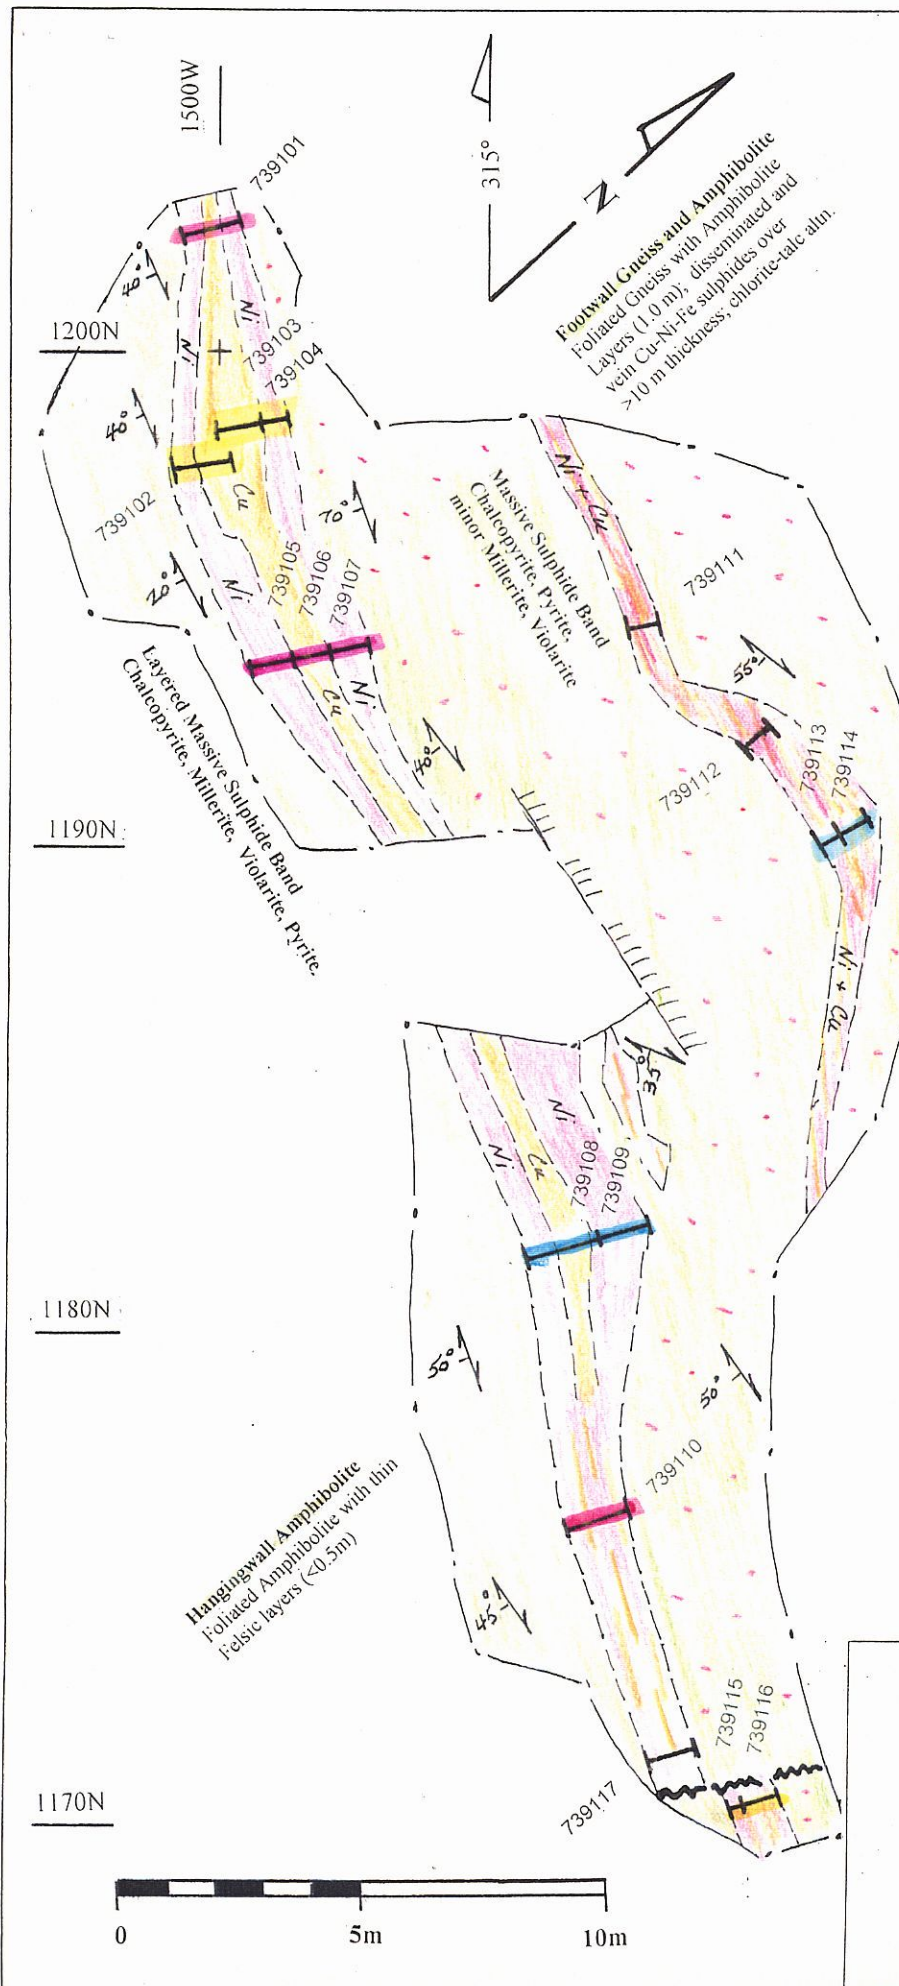 1500W
739101
315°
N
Footwall Gneiss and Amphibolite
Foliated Gneiss with Amphibolite
Layers (1.0 m); disseminated and
vein Cu-Ni-Fe sulphides over
>10 m thickness; chlorite-talc altn.
40°
1200N
Ni
Ni
739103
739104
40°
Cu
739102
70°
Massive Sulphide Band
Chalcopyrite, Pyrite,
minor Millerite, Violarite
Ni + Cu
739111
20°
Ni
739105
739106
739107
Cu
Ni
Layered Massive Sulphide Band
Chalcopyrite, Millerite, Violarite, Pyrite.
40°
55°
739112
739113
739114
1190N
Ni + Cu
35°
Ni
Cu
Ni
739108
739109
1180N
50°
50°
739110
Hangingwall Amphibolite
Foliated Amphibolite with thin
Felsic layers (<0.5m)
45°
739115
739116
739117
1170N
0
5m
10m